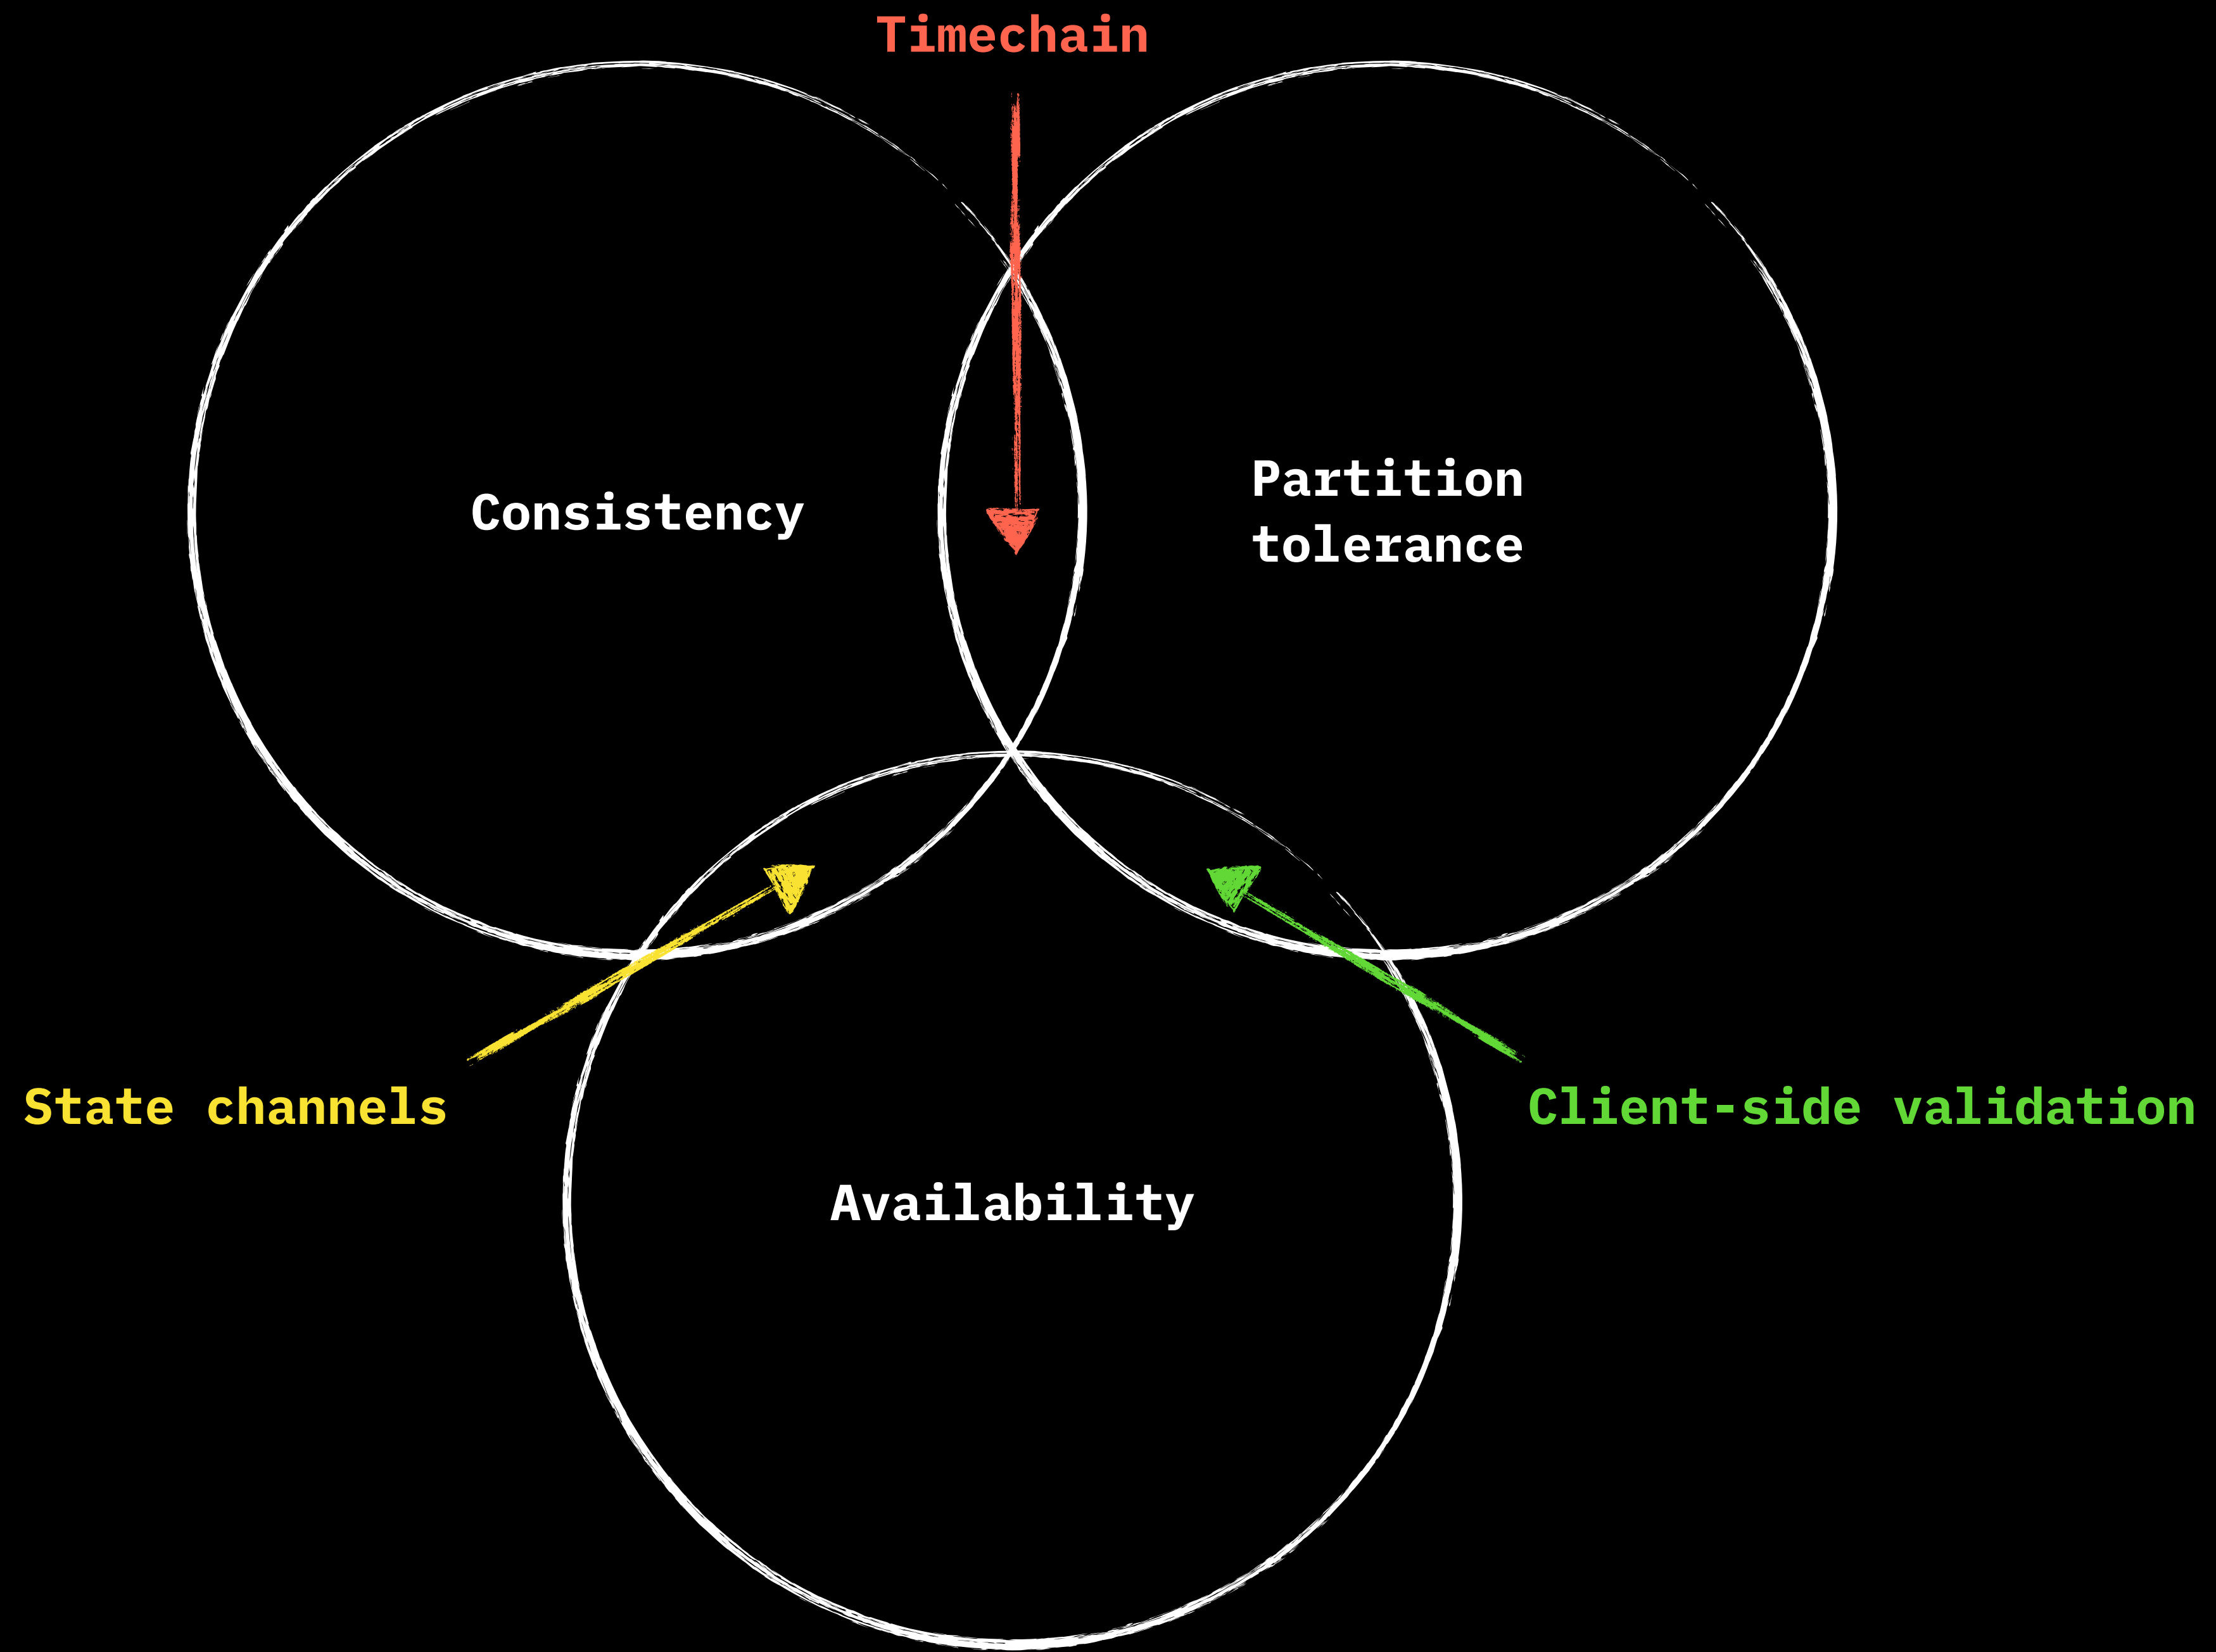 Timechain
Consistency
Partition
tolerance
State channels
Client-side validation
Availability